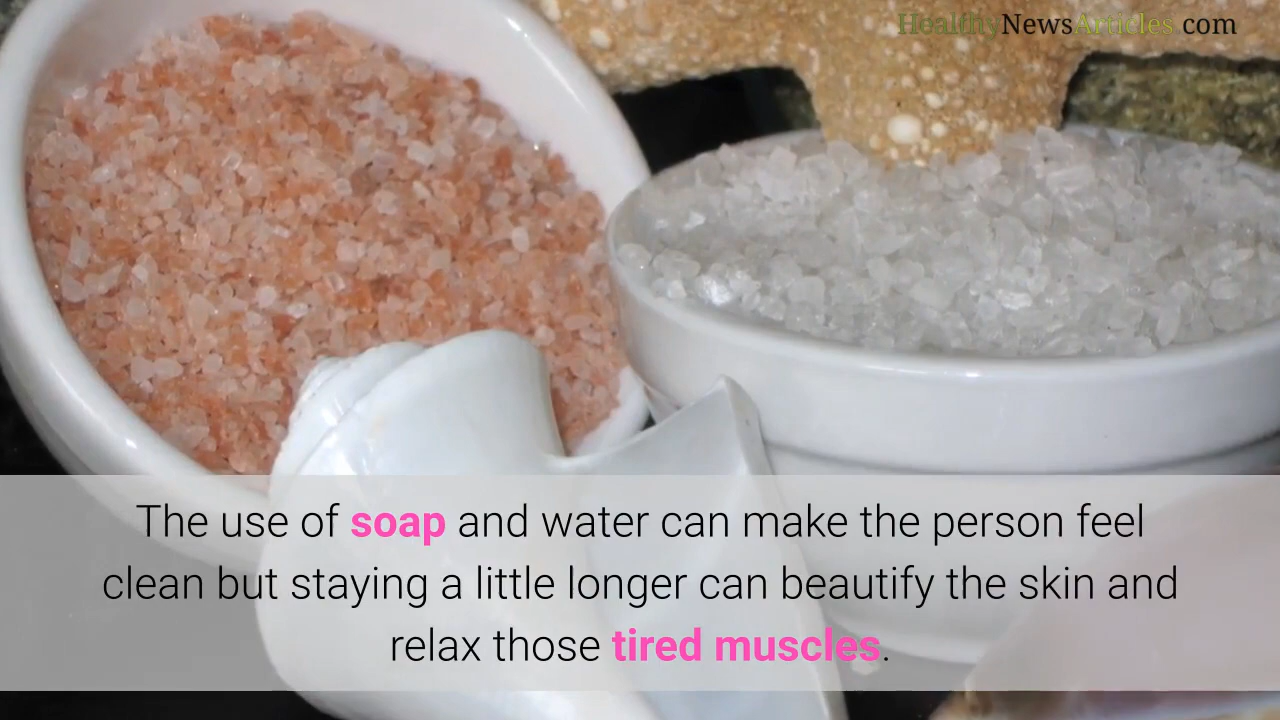 HealthyNewsArticles.com
The use of soap and water can make the person feel
clean but staying a little longer can beautify the skin and
relax those tired muscles.